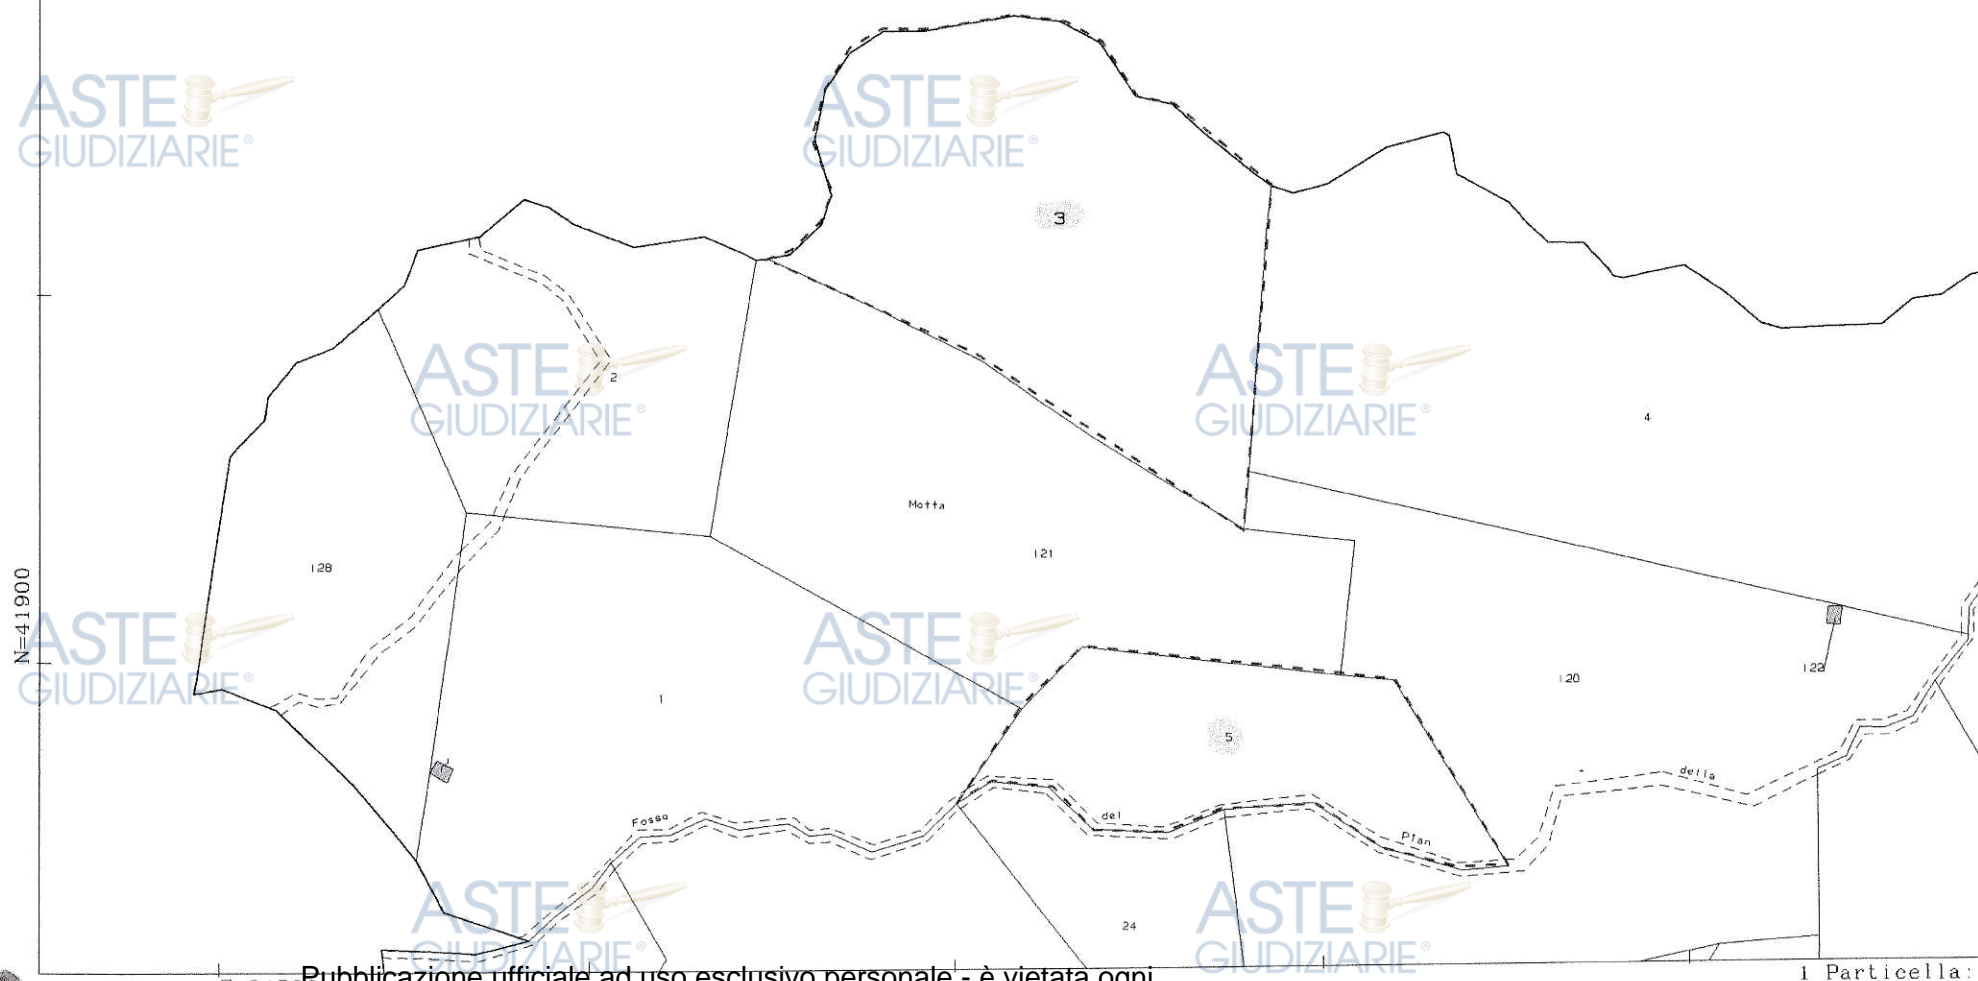 ASTE
GIUDIZIARIE®
ASTE
GIUDIZIARIE®
3
ASTE
GIUDIZIARIE®
2
ASTE
GIUDIZIARIE®
4
Motta
121
128
N=41900
ASTE
GIUDIZIARIE®
ASTE
GIUDIZIARIE®
1
120
122
5
della
Fosso
del
Pian
ASTE
GIUDIZIARIE®
24
ASTE
GIUDIZIARIE®
Pubblicazione ufficiale ad uso esclusivo personale - è vietata ogni
1 Particella: